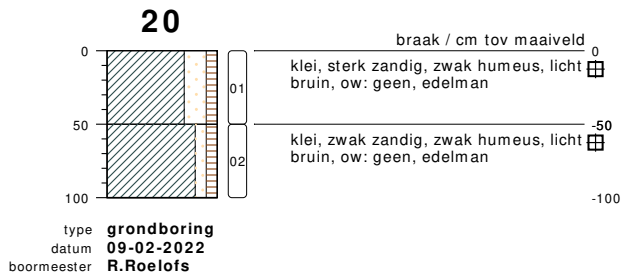 20
braak / cm tov maaiveld
0
0
klei, sterk zandig, zwak humeus, licht
bruin, ow: geen, edelman
01
50
-50
klei, zwak zandig, zwak humeus, licht
bruin, ow: geen, edelman
02
100
-100
type grondboring
datum 09-02-2022
boormeester R.Roelofs